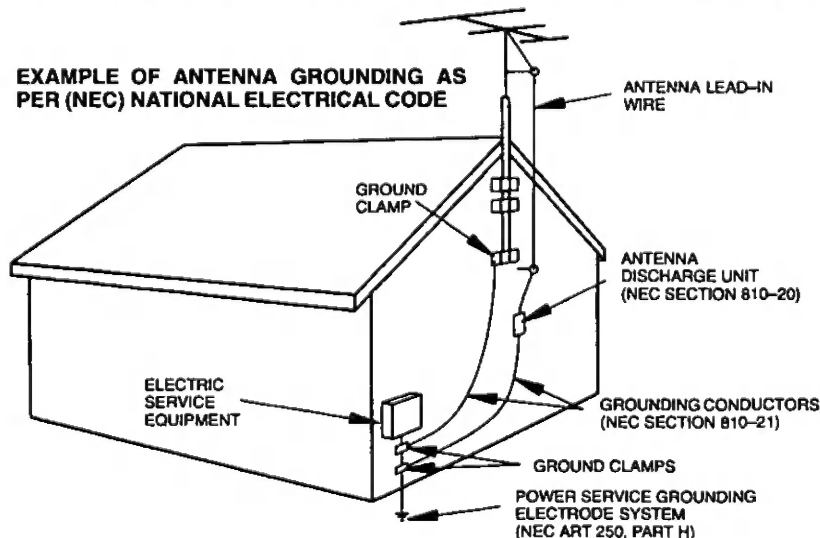 EXAMPLE OF ANTENNA GROUNDING AS
PER (NEC) NATIONAL ELECTRICAL CODE
ANTENNA LEAD–IN
WIRE
GROUND
CLAMP
ANTENNA
DISCHARGE UNIT
(NEC SECTION 810–20)
ELECTRIC
SERVICE
EQUIPMENT
GROUNDING CONDUCTORS
(NEC SECTION 810–21)
GROUND CLAMPS
POWER SERVICE GROUNDING
ELECTRODE SYSTEM
(NEC ART 250, PART H)